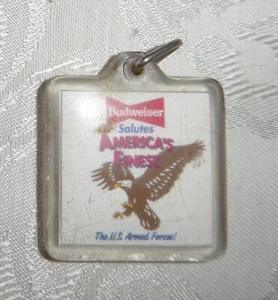 Budweiser
Salutes
AMERICA'S
FINEST
The U.S. Armed Forces!